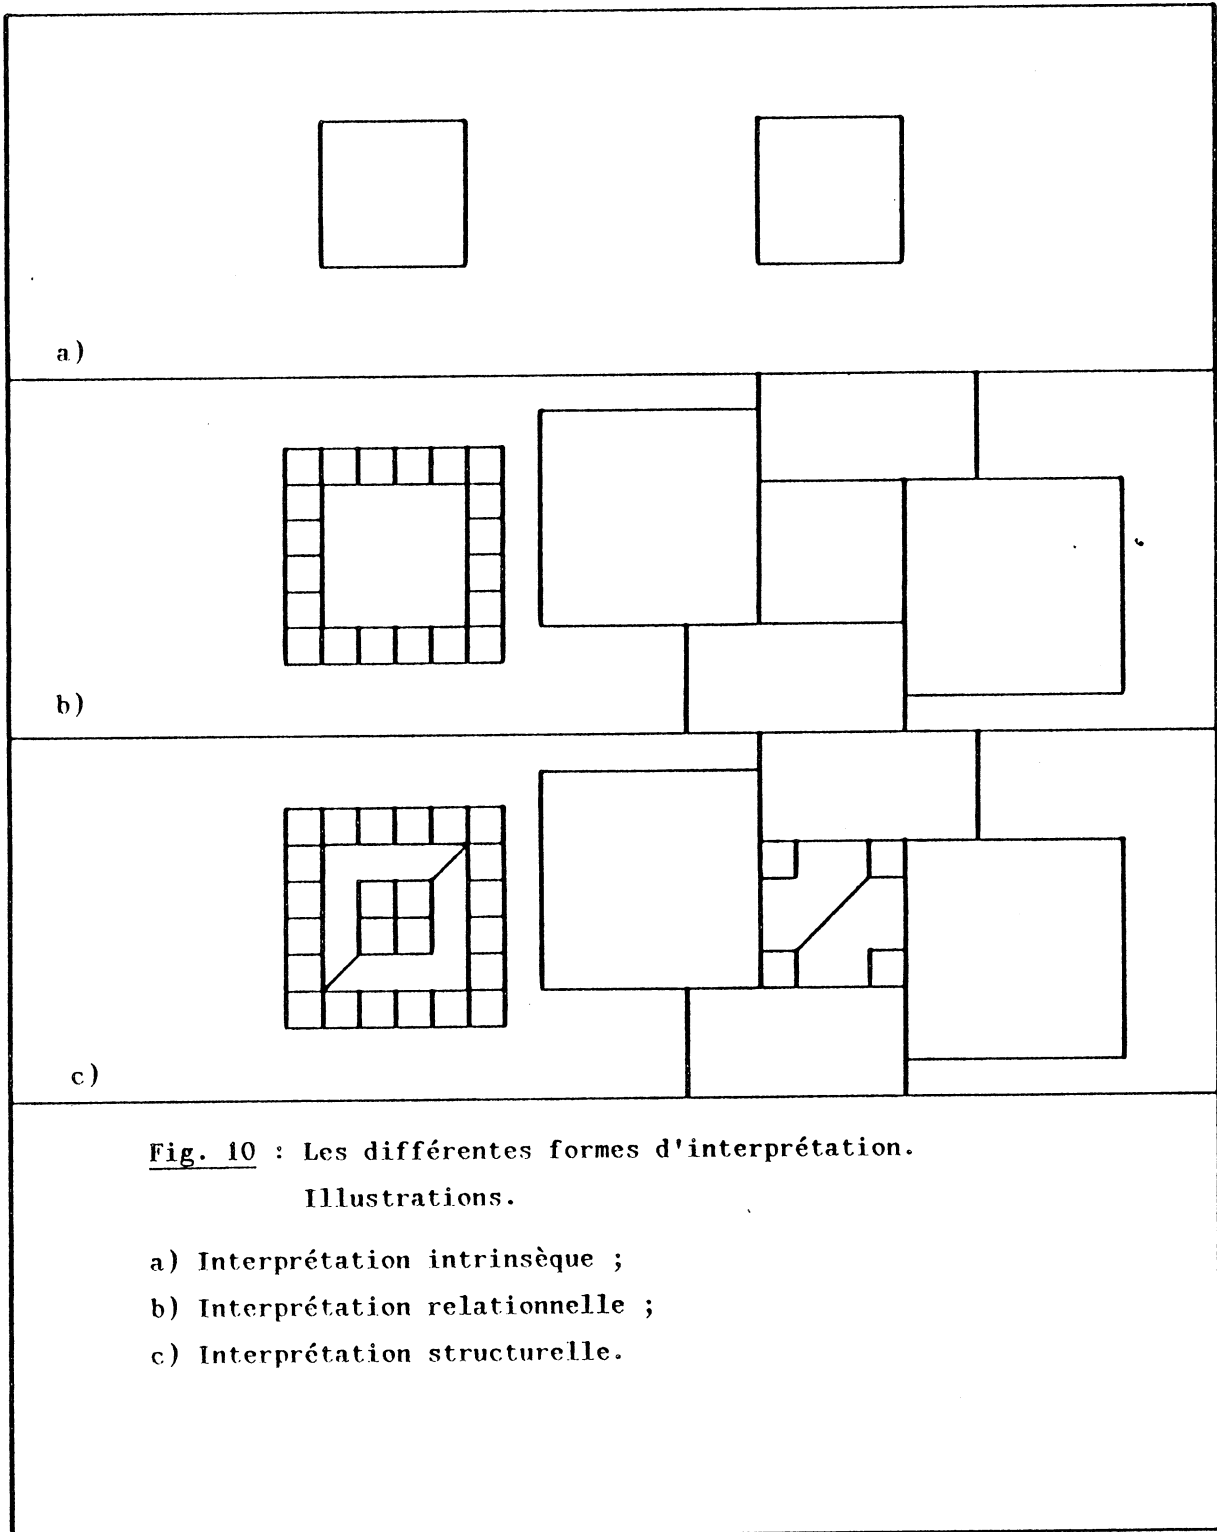 a)
b)
c)
Fig. 10 : Les différentes formes d'interprétation.
Illustrations.
a) Interprétation intrinsèque ;
b) Interprétation relationnelle ;
c) Interprétation structurelle.